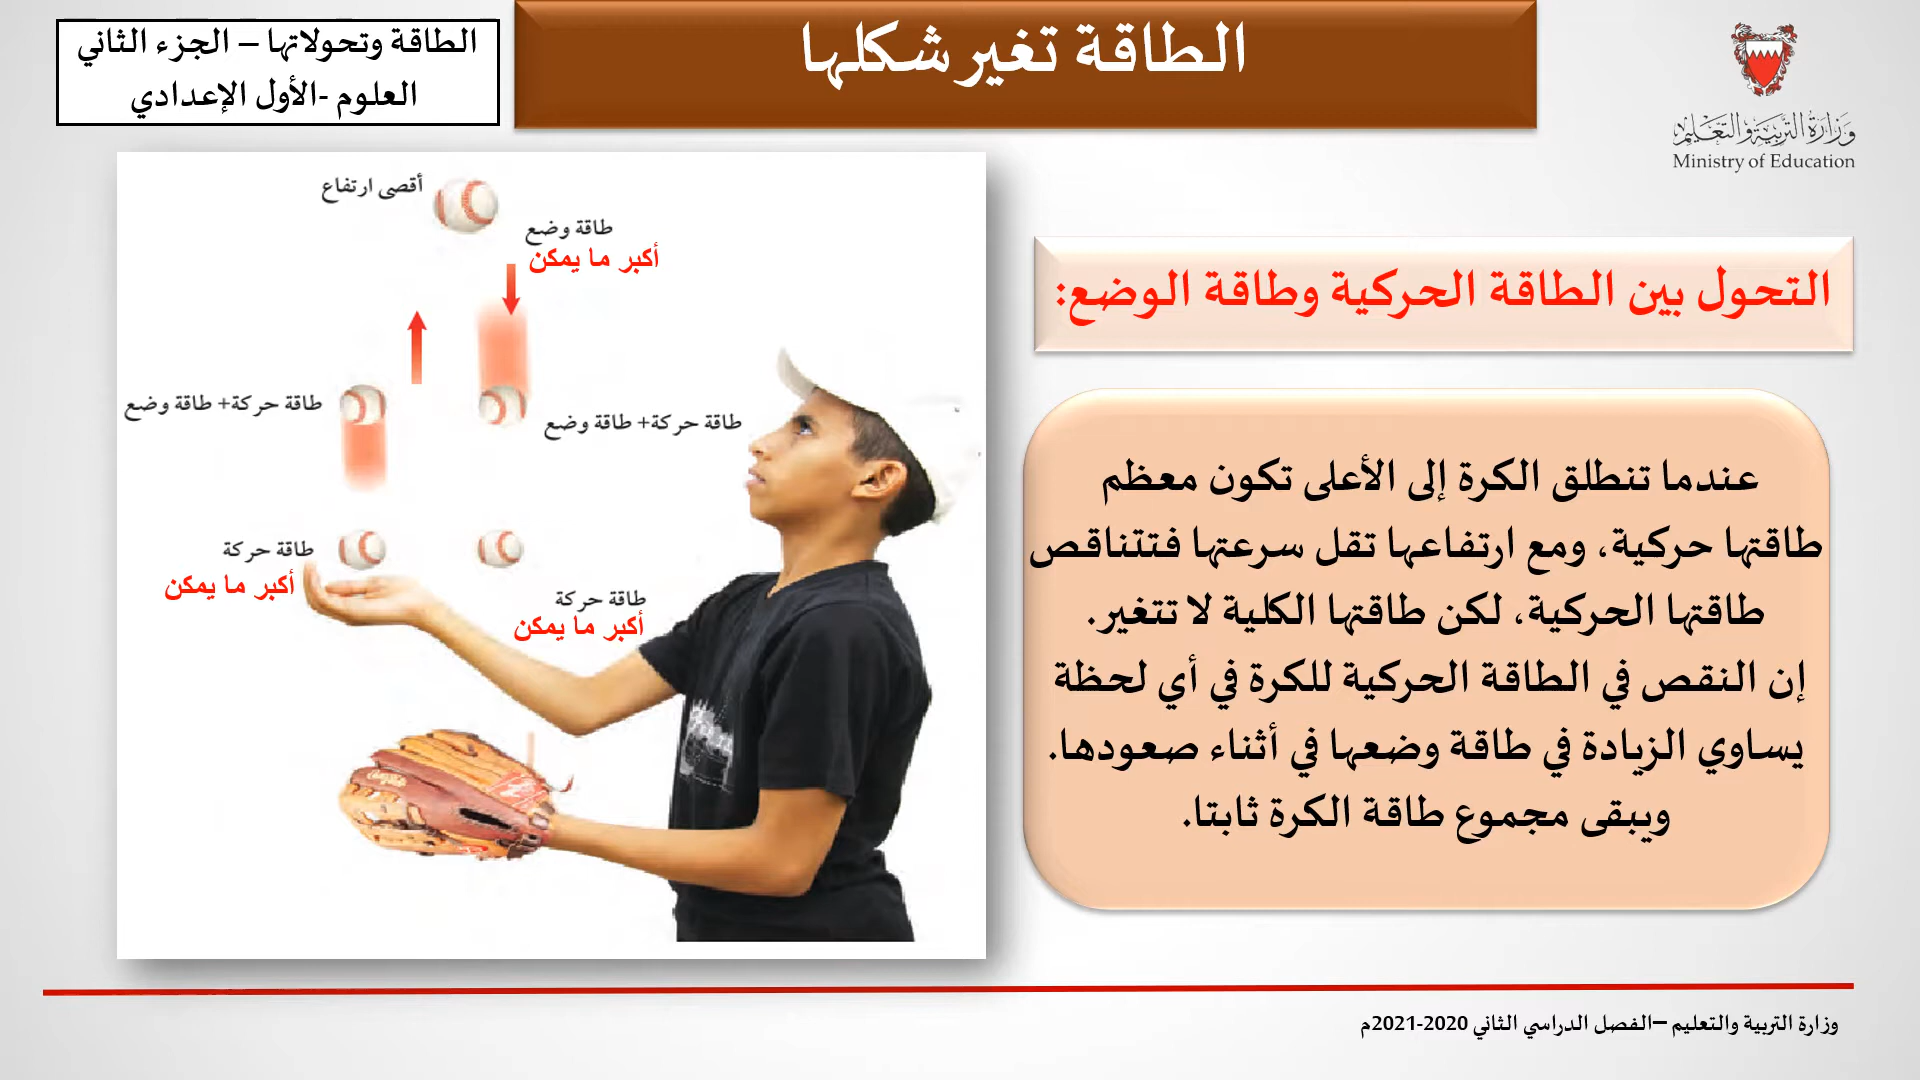 الطاقة وتحولاتها – الجزء الثاني
العلوم -الأول الإعدادي
الطاقة تغير شكلها
وزارة التربية والتعليم
Ministry of Education
التحول بين الطاقة الحركية وطاقة الوضع:
عندما تنطلق الكرة إلى الأعلى تكون معظم
طاقتها حركية، ومع ارتفاعها تقل سرعتها فتتناقص
طاقتها الحركية، لكن طاقتها الكلية لا تتغير.
إن النقص في الطاقة الحركية للكرة في أي لحظة
يساوي الزيادة في طاقة وضعها في أثناء صعودها.
ويبقى مجموع طاقة الكرة ثابتا.
أقصى ارتفاع
طاقة وضع
أكبر ما يمكن
طاقة حركة+ طاقة وضع
طاقة حركة+ طاقة وضع
طاقة حركة
أكبر ما يمكن
طاقة حركة
أكبر ما يمكن
وزارة التربية والتعليم –الفصل الدراسي الثاني 2020-2021م